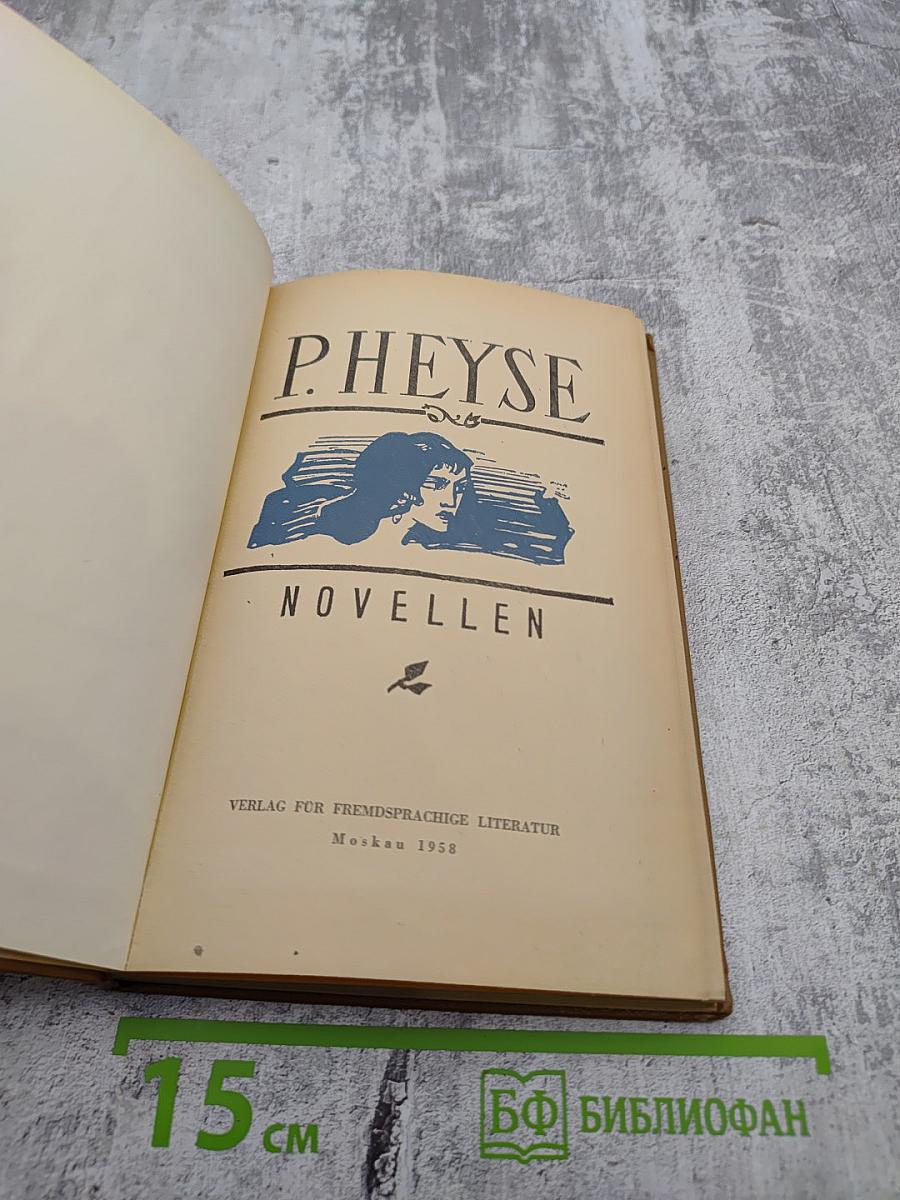 P. HEYSE
NOVELLEN
VERLAG FÜR FREMDSPRACHIGE LITERATUR
Moskau 1958
15 см
БФ БИБЛИОФАН